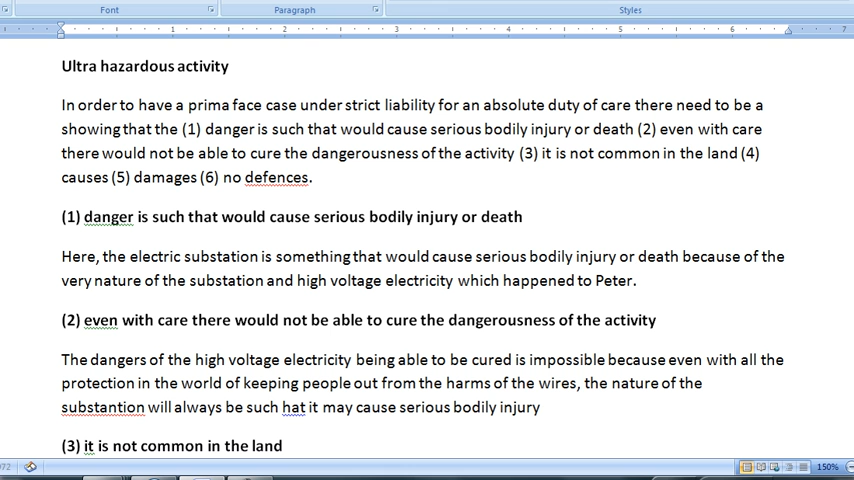 Font Paragraph Styles
1 2 3 4 5 6 7
Ultra hazardous activity
In order to have a prima face case under strict liability for an absolute duty of care there need to be a
showing that the (1) danger is such that would cause serious bodily injury or death (2) even with care
there would not be able to cure the dangerousness of the activity (3) it is not common in the land (4)
causes (5) damages (6) no defences.
(1) danger is such that would cause serious bodily injury or death
Here, the electric substation is something that would cause serious bodily injury or death because of the
very nature of the substation and high voltage electricity which happened to Peter.
(2) even with care there would not be able to cure the dangerousness of the activity
The dangers of the high voltage electricity being able to be cured is impossible because even with all the
protection in the world of keeping people out from the harms of the wires, the nature of the
substantion will always be such hat it may cause serious bodily injury
(3) it is not common in the land
972 150%